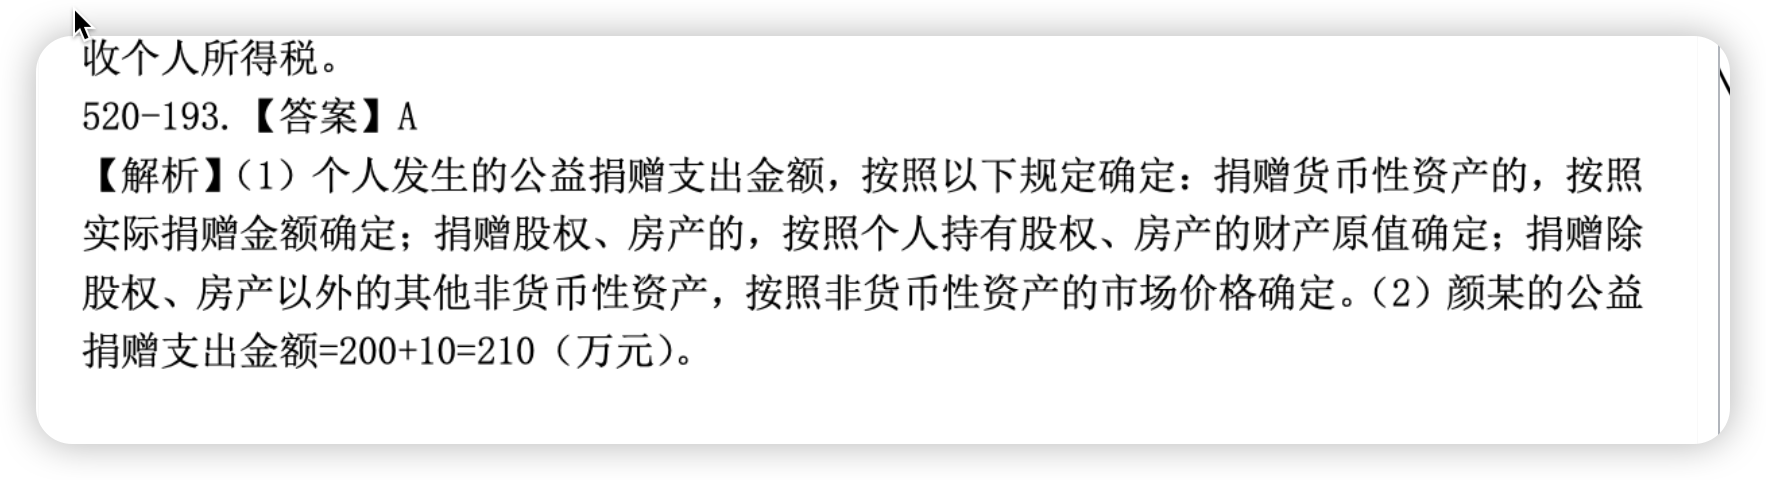 收个人所得税。
520-193.【答案】A
【解析】（1）个人发生的公益捐赠支出金额，按照以下规定确定：捐赠货币性资产的，按照
实际捐赠金额确定；捐赠股权、房产的，按照个人持有股权、房产的财产原值确定；捐赠除
股权、房产以外的其他非货币性资产，按照非货币性资产的市场价格确定。（2）颜某的公益
捐赠支出金额=200+10=210（万元）。